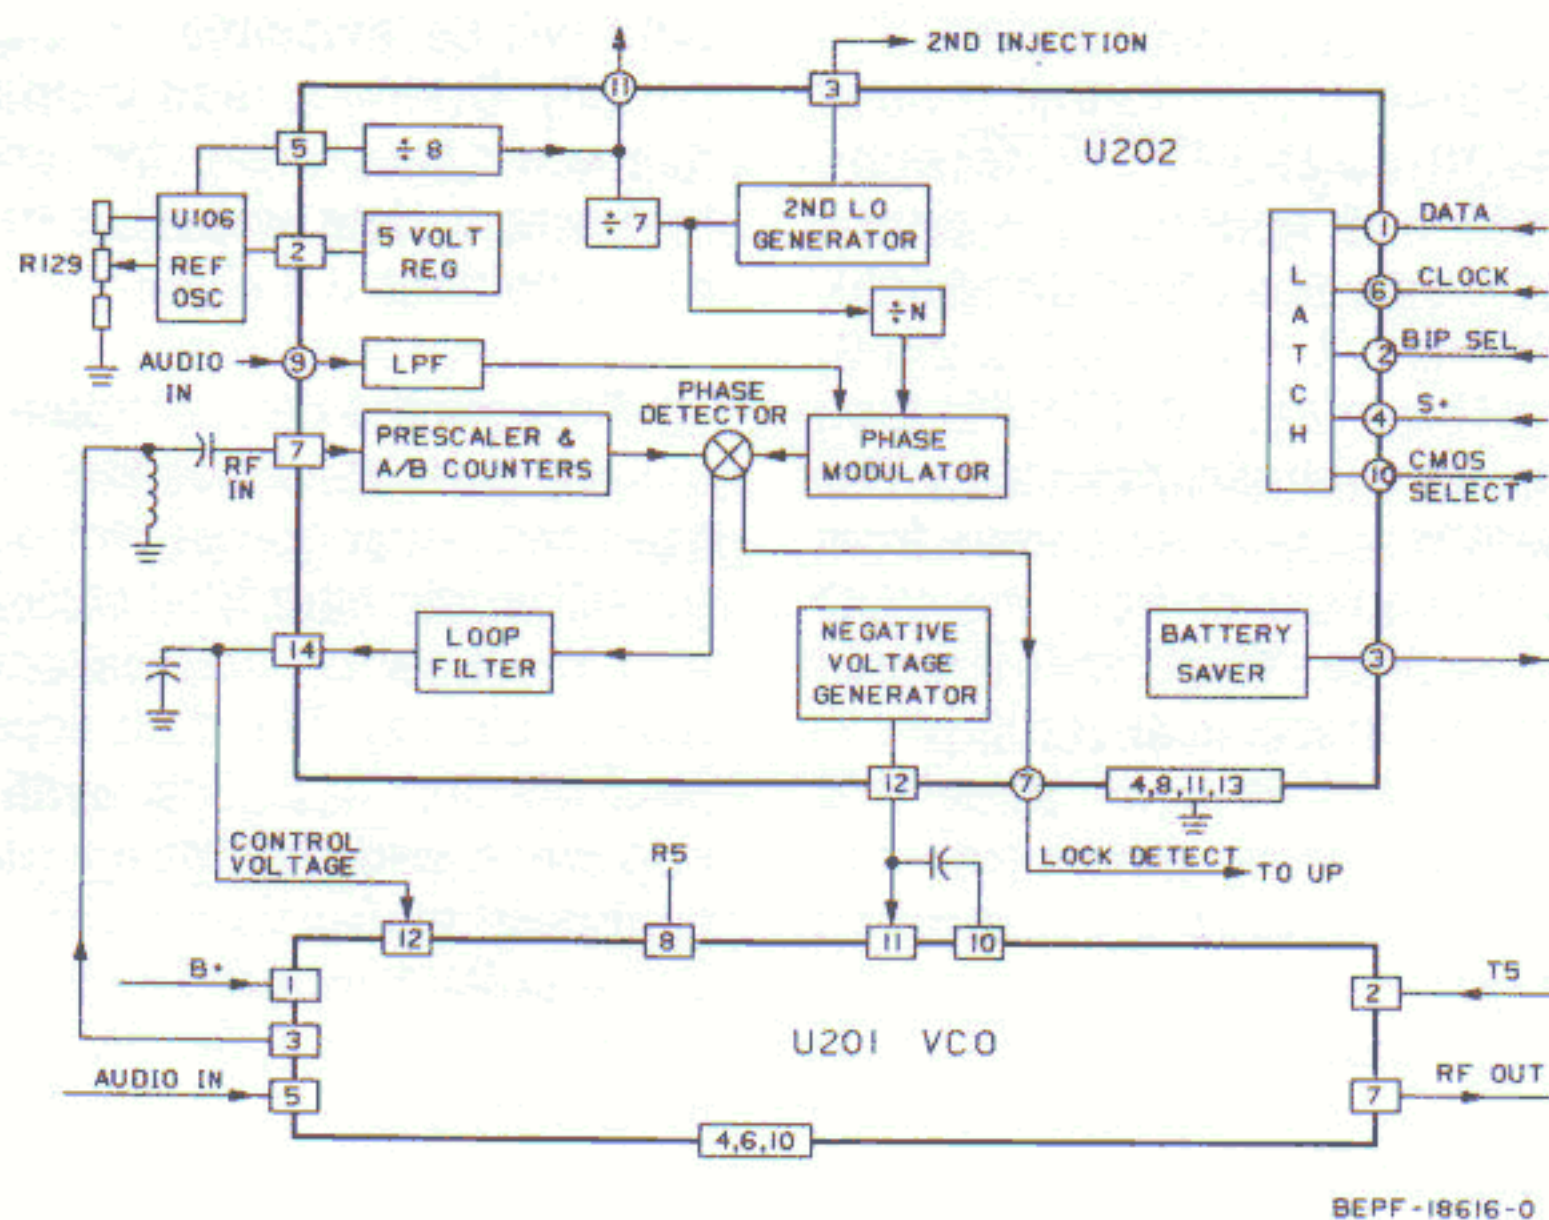 2ND INJECTION
11
3
U202
5
÷ 8
U106
REF
OSC
R129
2
5 VOLT
REG
÷ 7
2ND LO
GENERATOR
÷N
L
A
T
C
H
1
DATA
6
CLOCK
2
BIP SEL
4
S+
10
CMOS
SELECT
AUDIO
IN
9
LPF
PHASE
DETECTOR
RF
IN
7
PRESCALER &
A/B COUNTERS
PHASE
MODULATOR
14
LOOP
FILTER
NEGATIVE
VOLTAGE
GENERATOR
BATTERY
SAVER
3
12
7
4,8,11,13
CONTROL
VOLTAGE
R5
LOCK DETECT
TO UP
12
8
11
10
B+
1
3
AUDIO IN
5
U201 VCO
2
T5
7
RF OUT
4,6,10
BEPF-18616-0